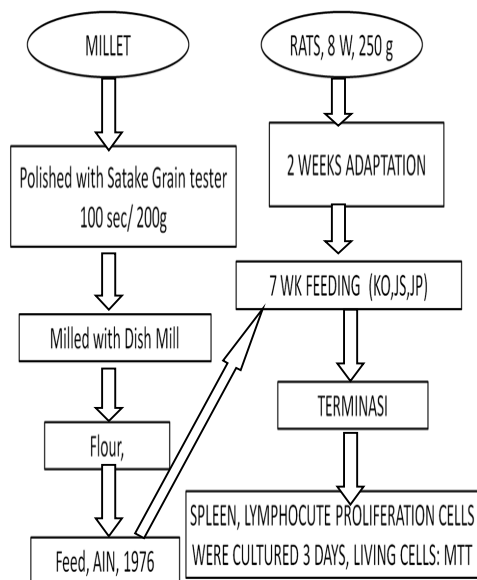 MILLET
Polished with Satake Grain tester
100 sec/ 200g
Milled with Dish Mill
Flour,
Feed, AIN, 1976
RATS, 8 W, 250 g
2 WEEKS ADAPTATION
7 WK FEEDING (KO,JS,JP)
TERMINASI
SPLEEN, LYMPHOCUTE PROLIFERATION CELLS
WERE CULTURED 3 DAYS, LIVING CELLS: MTT